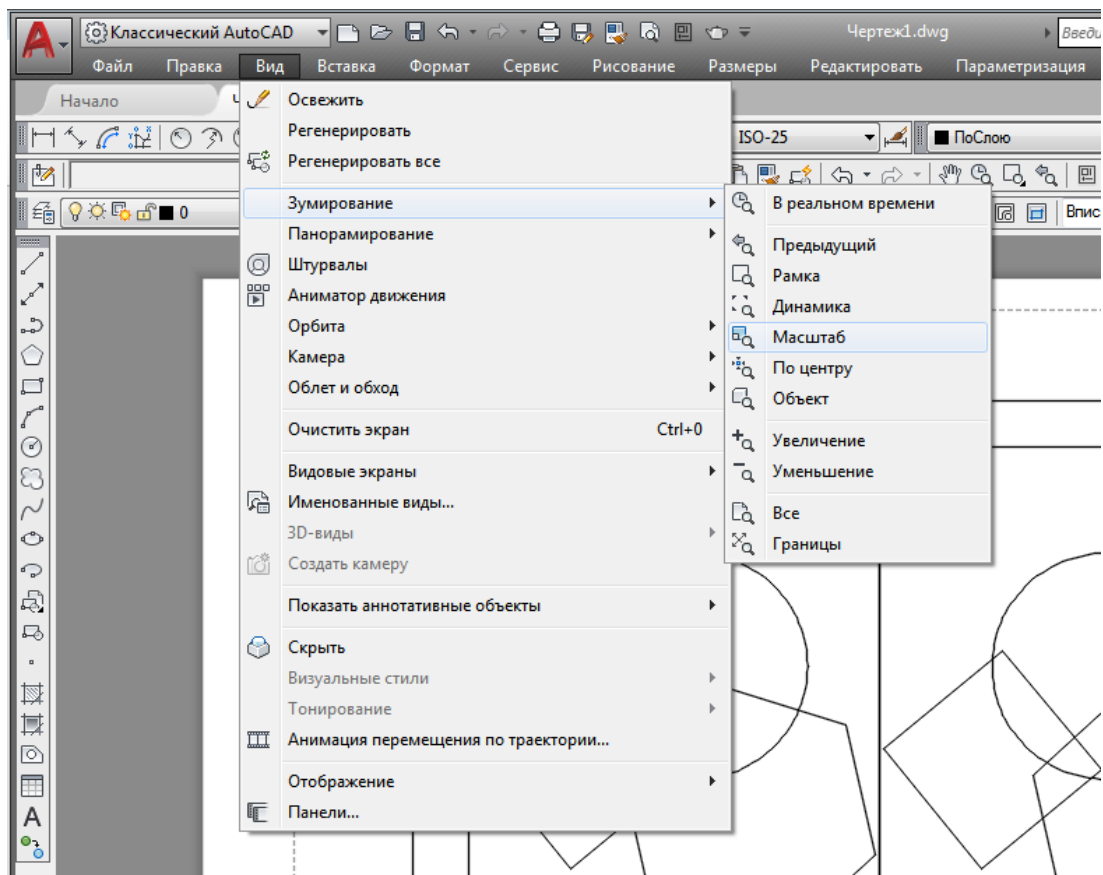 Классический AutoCAD
Чертеж1.dwg
Файл Правка Вид Вставка Формат Сервис Рисование Размеры Редактировать Параметризация
Начало
Освежить
Регенерировать
Регенерировать все
Зумирование
Панорамирование
Штурвалы
Аниматор движения
Орбита
Камера
Облет и обход
Очистить экран Ctrl+0
Видовые экраны
Именованные виды...
3D-виды
Создать камеру
Показать аннотативные объекты
Скрыть
Визуальные стили
Тонирование
Анимация перемещения по траектории...
Отображение
Панели...
ISO-25
ПоСлою
0
В реальном времени
Предыдущий
Рамка
Динамика
Масштаб
По центру
Объект
Увеличение
Уменьшение
Все
Границы